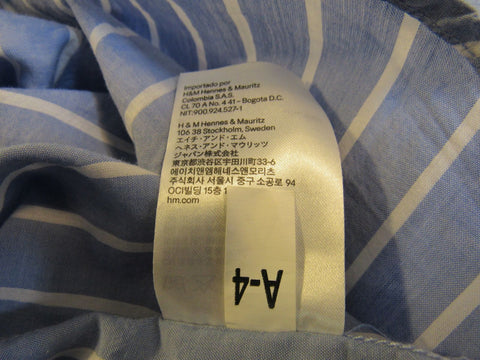 Importado por
H&M Hennes & Mauritz
Colombia S.A.S.
CL 70 A No. 4 41 – Bogota D.C.
NIT:900.924.527-1
H & M Hennes & Mauritz
106 38 Stockholm, Sweden
エイチ・アンド・エム
ヘネス・アンド・マウリッツ
ジャパン株式会社
東京都渋谷区宇田川町33-6
에이치앤엠헤네스앤모리츠
주식회사 서울시 중구 소공로 94
OCI빌딩 15층 1
hm.com
A-4